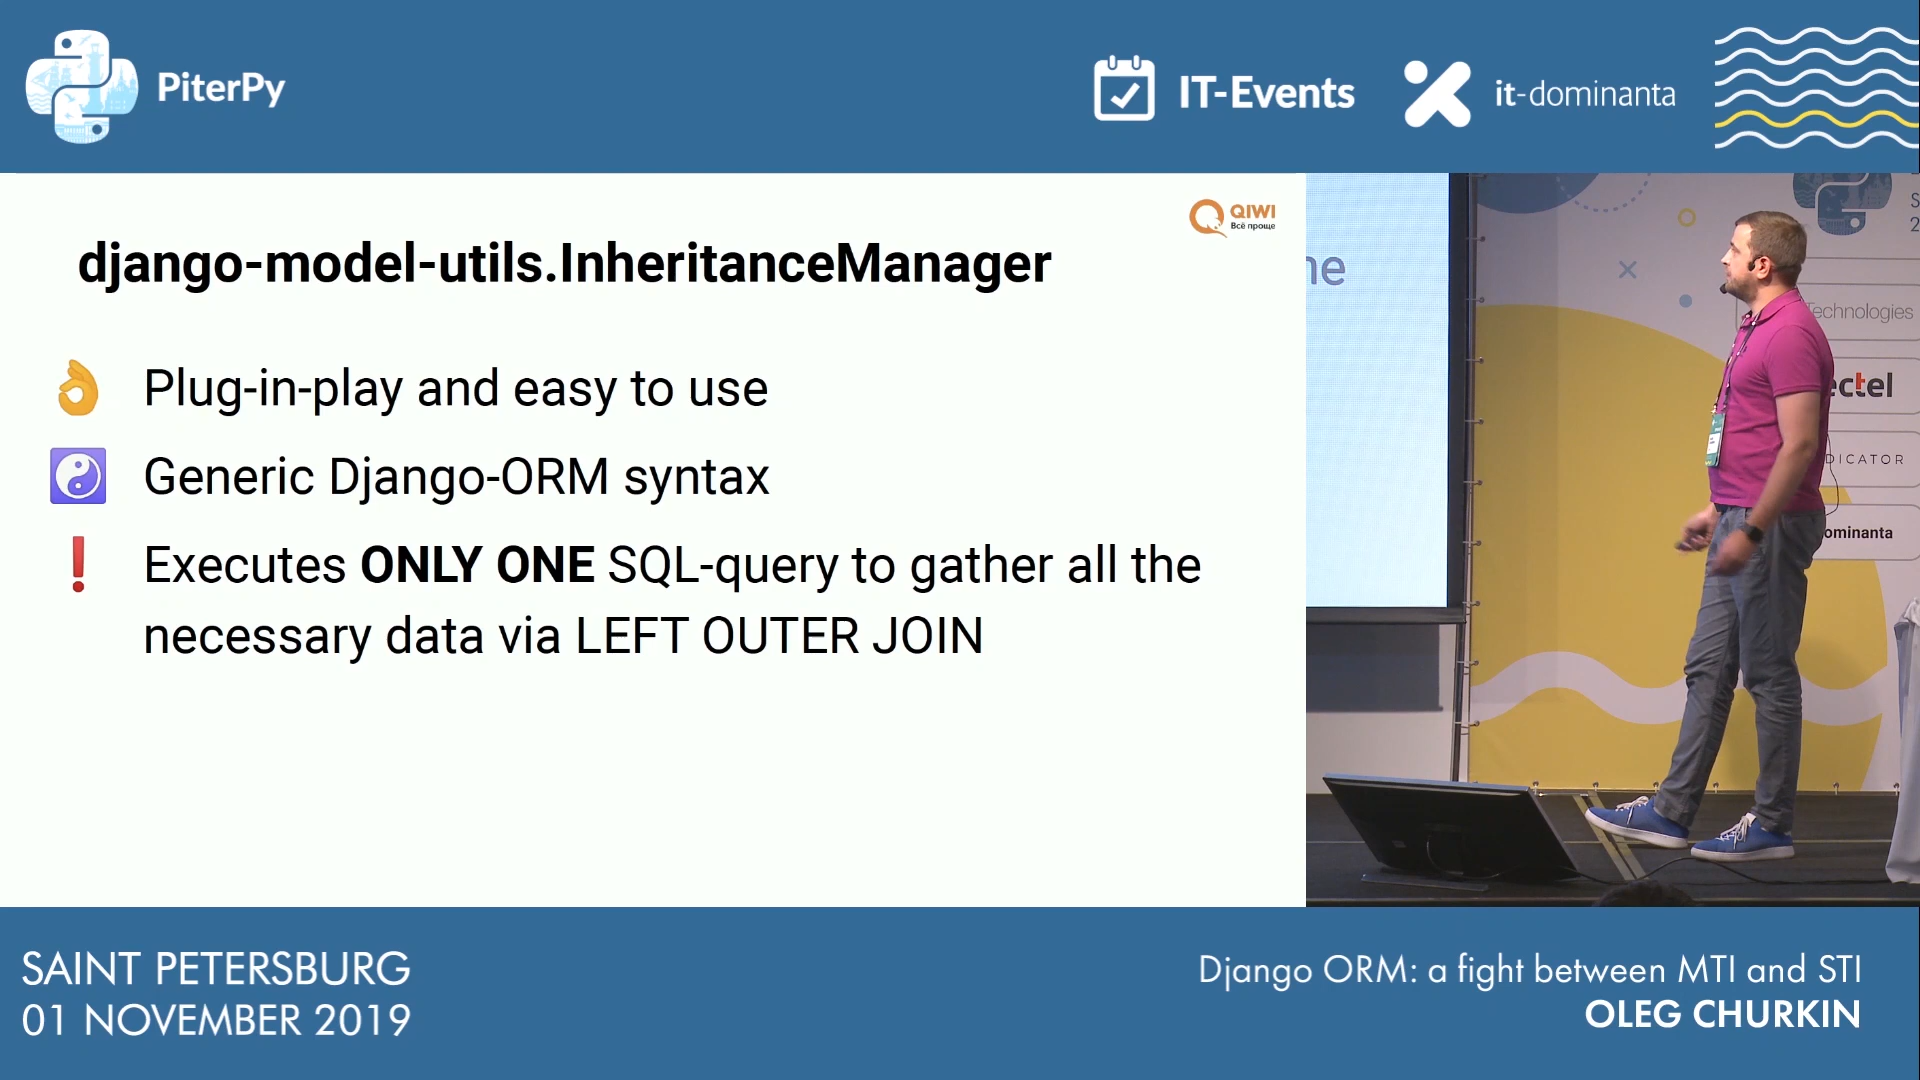 PiterPy
IT-Events
it-dominanta
QIWI
Всё проще
django-model-utils.InheritanceManager
Plug-in-play and easy to use
Generic Django-ORM syntax
Executes ONLY ONE SQL-query to gather all the
necessary data via LEFT OUTER JOIN
Technologies
DICATOR
ominanta
SAINT PETERSBURG
01 NOVEMBER 2019
Django ORM: a fight between MTI and STI
OLEG CHURKIN